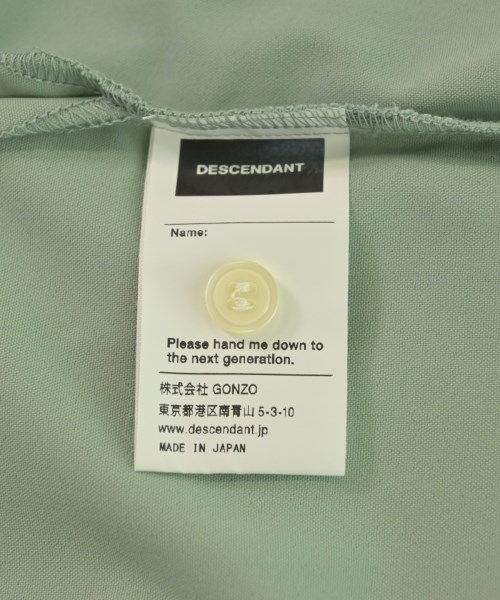 DESCENDANT
Name:
Please hand me down to
the next generation.
株式会社 GONZO
東京都港区南青山 5-3-10
www.descendant.jp
MADE IN JAPAN